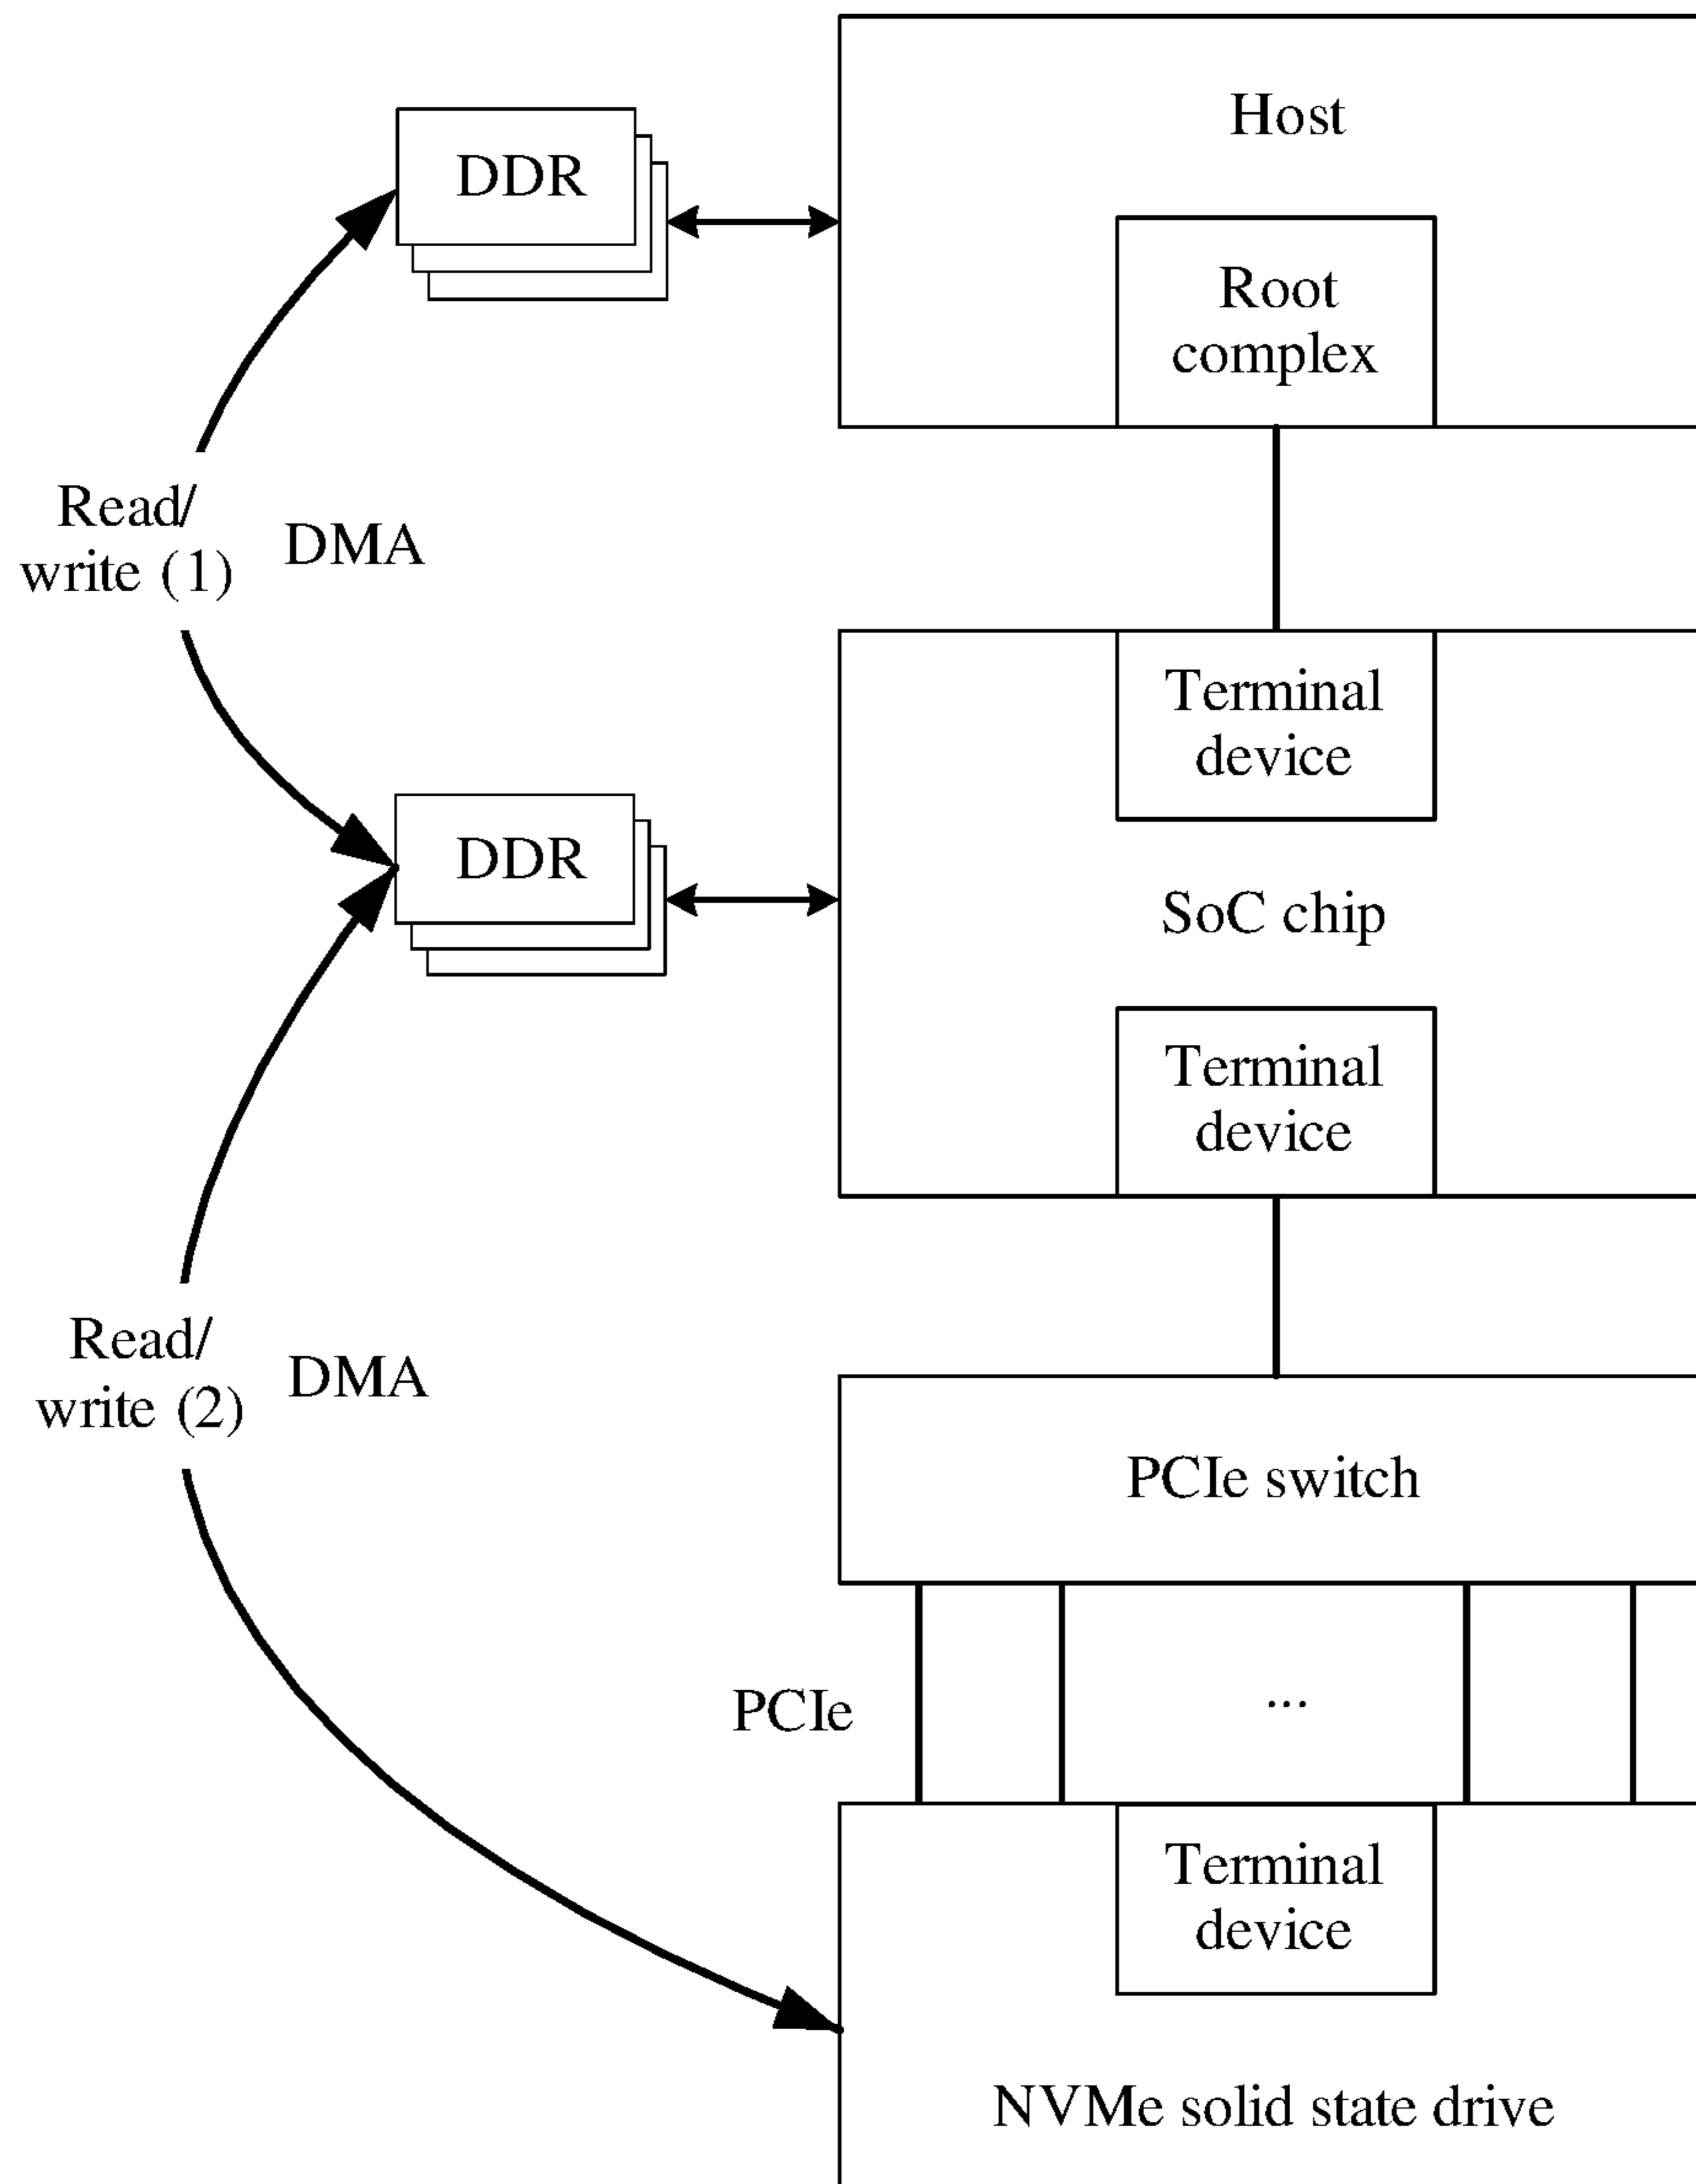 Host
DDR
Root
complex
Read/
write (1)
DMA
Terminal
device
DDR
SoC chip
Terminal
device
Read/
write (2)
DMA
PCIe switch
PCIe
...
Terminal
device
NVMe solid state drive